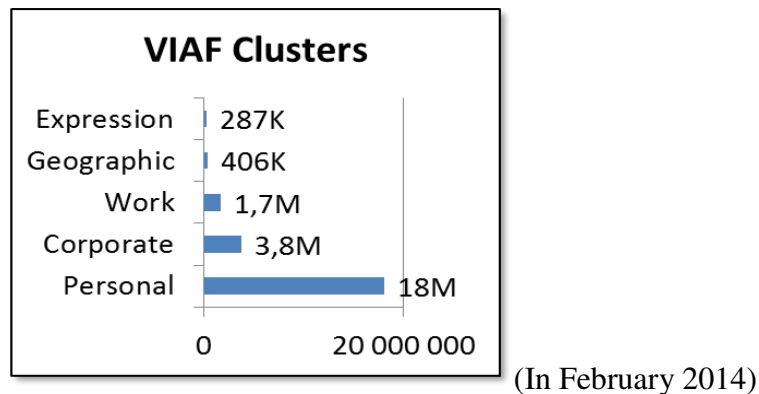 VIAF Clusters
Expression 287K
Geographic 406K
Work 1,7M
Corporate 3,8M
Personal 18M
0 20 000 000
(In February 2014)